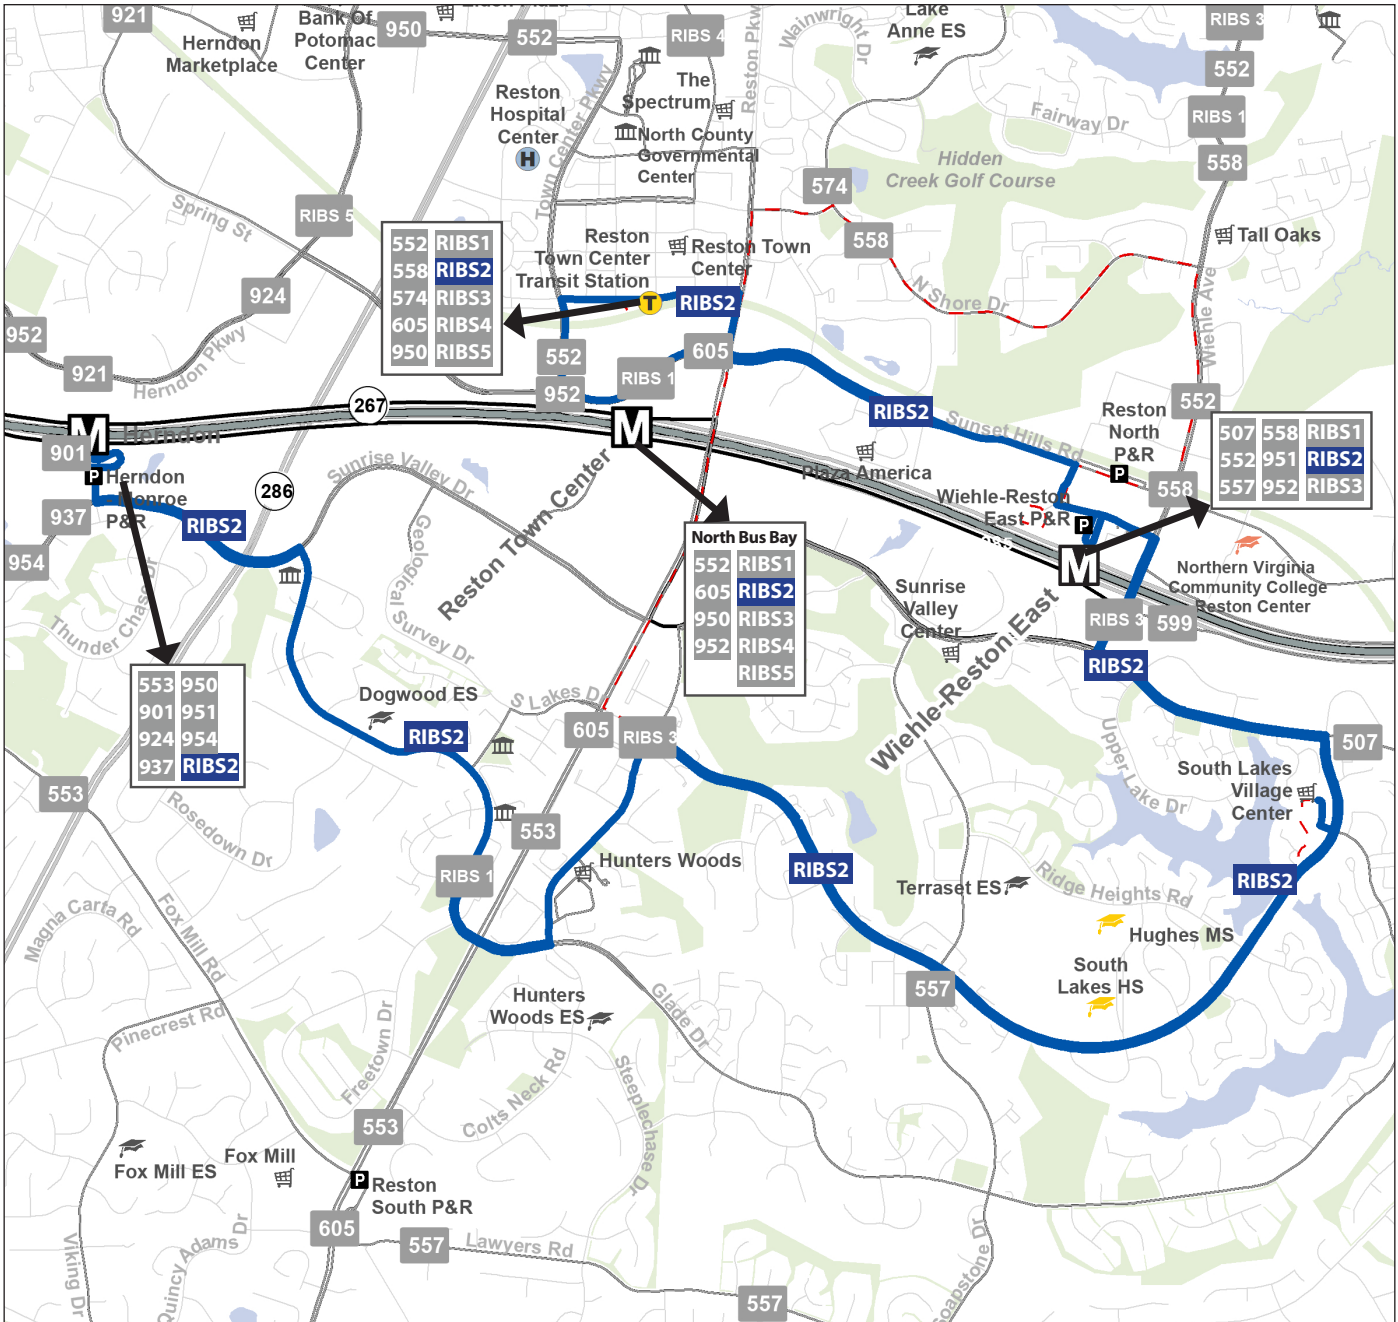 921
Herndon
Marketplace
Bank Of
Potomac
Center
950
552
RIBS 4
Reston Pkwy
Wainwright Dr
Lake
Anne ES
RIBS 3
552
RIBS 1
558
The
Spectrum
Reston
Hospital
Center
H
Town Center Pkwy
North County
Governmental
Center
Fairway Dr
Hidden
Creek Golf Course
574
558
RIBS 5
Spring St
924
952
921
Herndon Pkwy
552 RIBS1
558 RIBS2
574 RIBS3
605 RIBS4
950 RIBS5
Reston
Town Center
Transit Station
T
Reston Town
Center
RIBS2
Tall Oaks
N Shore Dr
Wiehle Ave
552
952
RIBS 1
605
267
M
Herndon
901
P
Herndon
Monroe
P&R
937
954
RIBS2
286
Sunrise Valley Dr
Geological Survey Dr
M
Reston Town Center
RIBS2
Sunset Hills Rd
Plaza America
Reston
North
P&R
P
552
558
507 558 RIBS1
552 951 RIBS2
557 952 RIBS3
Wiehle-Reston
East P&R
P
M
Wiehle-Reston East
Northern Virginia
Community College
Reston Center
North Bus Bay
552 RIBS1
605 RIBS2
950 RIBS3
952 RIBS4
RIBS5
Sunrise
Valley
Center
RIBS 3
599
RIBS2
Thunder Chase Dr
553 950
901 951
924 954
937 RIBS2
Dogwood ES
RIBS2
S Lakes Dr
605
RIBS 3
507
Upper Lake Dr
South Lakes
Village
Center
553
Rosedown Dr
553
RIBS 1
Hunters Woods
RIBS2
Terraset ES
Ridge Heights Rd
RIBS2
Hughes MS
South
Lakes HS
Magna Carta Rd
Fox Mill Rd
557
Hunters
Woods ES
Glade Dr
Pinecrest Rd
Freetown Dr
Colts Neck Rd
Steeplechase Dr
553
Fox Mill ES
Fox Mill
P
Reston
South P&R
605
557
Lawyers Rd
557
Viking Dr
Quincy Adams Dr
Soapstone Dr